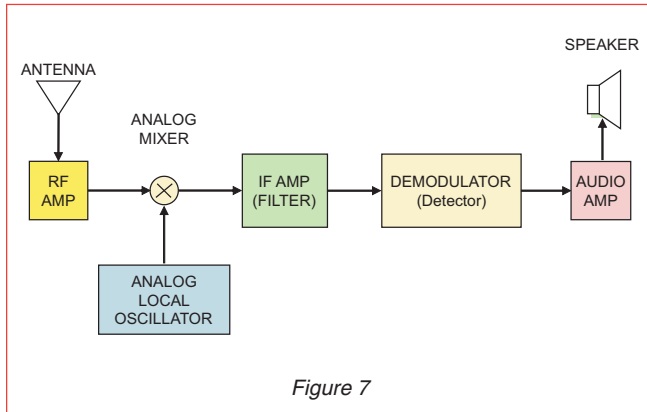 SPEAKER
ANTENNA
ANALOG
MIXER
RF
AMP
IF AMP
(FILTER)
DEMODULATOR
(Detector)
AUDIO
AMP
ANALOG
LOCAL
OSCILLATOR
Figure 7